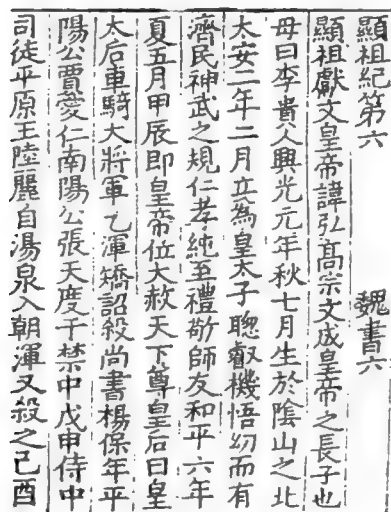 顯祖紀第六　魏書六
顯祖獻文皇帝諱弘髙宗文成皇帝之長子也
母曰李貴人興光元年秋七月生於陰山之北
太安二年二月立爲皇太子聰叡機悟幼而有
濟民神武之規仁孝純至禮敬師友和平六年
夏五月甲辰即皇帝位大赦天下尊皇后曰皇
太后車騎大將軍乙渾矯詔殺尚書楊保年平
陽公賈愛仁南陽公張天度于禁中戊申侍中
司徒平原王陸麗自湯泉入朝渾又殺之己酉